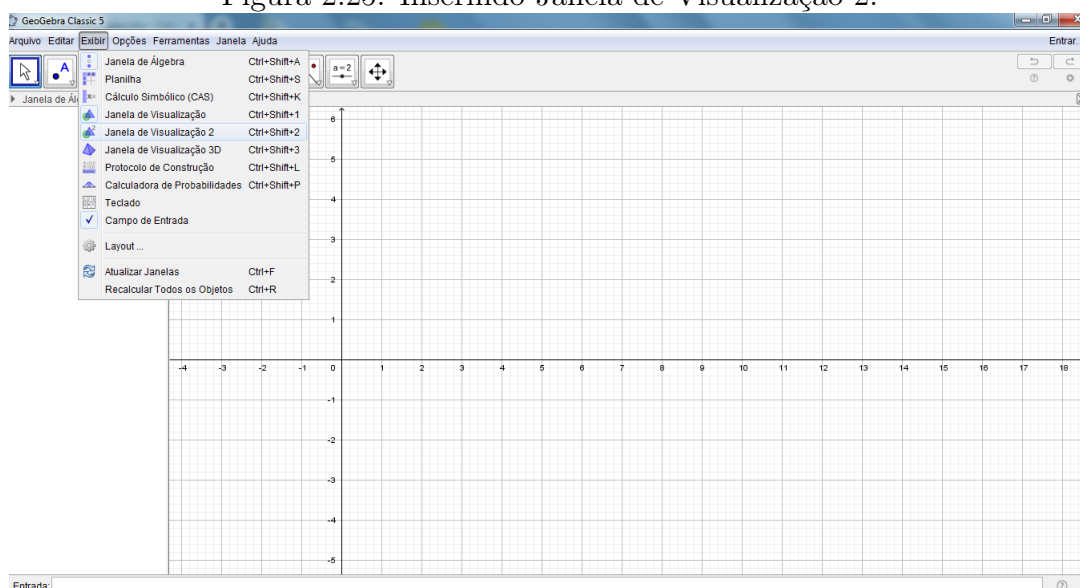 Figura 2.25: Inserindo Janela de Visualização 2.
GeoGebra Classic 5
Arquivo Editar Exibir Opções Ferramentas Janela Ajuda
Entrar...
Janela de Álgebra Ctrl+Shift+A
Planilha Ctrl+Shift+S
Cálculo Simbólico (CAS) Ctrl+Shift+K
Janela de Visualização Ctrl+Shift+1
Janela de Visualização 2 Ctrl+Shift+2
Janela de Visualização 3D Ctrl+Shift+3
Protocolo de Construção Ctrl+Shift+L
Calculadora de Probabilidades Ctrl+Shift+P
Teclado
Campo de Entrada
Layout ...
Atualizar Janelas Ctrl+F
Recalcular Todos os Objetos Ctrl+R
A
a=2
Janela de Ál
6
5
4
3
2
1
-4 -3 -2 -1 0 1 2 3 4 5 6 7 8 9 10 11 12 13 14 15 16 17 18
-1
-2
-3
-4
-5
Entrada: